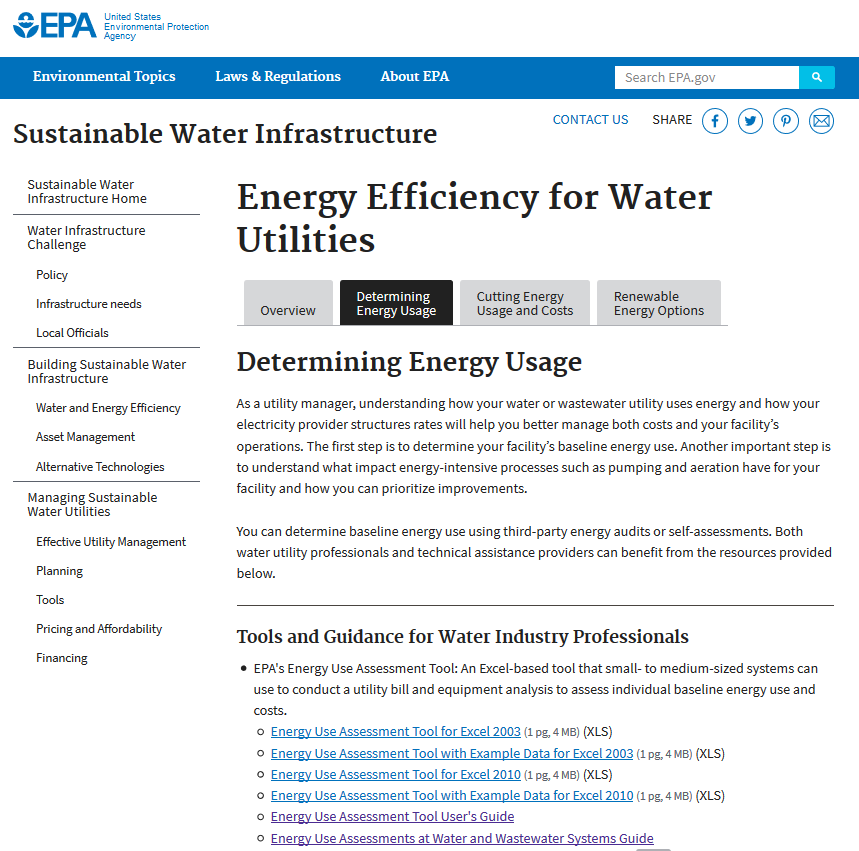 EPA
United States
Environmental Protection
Agency
Environmental Topics
Laws & Regulations
About EPA
Search EPA.gov
CONTACT US
SHARE
Sustainable Water Infrastructure
Sustainable Water
Infrastructure Home
Water Infrastructure
Challenge
Policy
Infrastructure needs
Local Officials
Building Sustainable Water
Infrastructure
Water and Energy Efficiency
Asset Management
Alternative Technologies
Managing Sustainable
Water Utilities
Effective Utility Management
Planning
Tools
Pricing and Affordability
Financing
Energy Efficiency for Water
Utilities
Overview
Determining
Energy Usage
Cutting Energy
Usage and Costs
Renewable
Energy Options
Determining Energy Usage
As a utility manager, understanding how your water or wastewater utility uses energy and how your
electricity provider structures rates will help you better manage both costs and your facility's
operations. The first step is to determine your facility's baseline energy use. Another important step is
to understand what impact energy-intensive processes such as pumping and aeration have for your
facility and how you can prioritize improvements.
You can determine baseline energy use using third-party energy audits or self-assessments. Both
water utility professionals and technical assistance providers can benefit from the resources provided
below.
Tools and Guidance for Water Industry Professionals
• EPA's Energy Use Assessment Tool: An Excel-based tool that small- to medium-sized systems can
use to conduct a utility bill and equipment analysis to assess individual baseline energy use and
costs.
○ Energy Use Assessment Tool for Excel 2003 (1 pg, 4 MB) (XLS)
○ Energy Use Assessment Tool with Example Data for Excel 2003 (1 pg, 4 MB) (XLS)
○ Energy Use Assessment Tool for Excel 2010 (1 pg, 4 MB) (XLS)
○ Energy Use Assessment Tool with Example Data for Excel 2010 (1 pg, 4 MB) (XLS)
○ Energy Use Assessment Tool User's Guide
○ Energy Use Assessments at Water and Wastewater Systems Guide